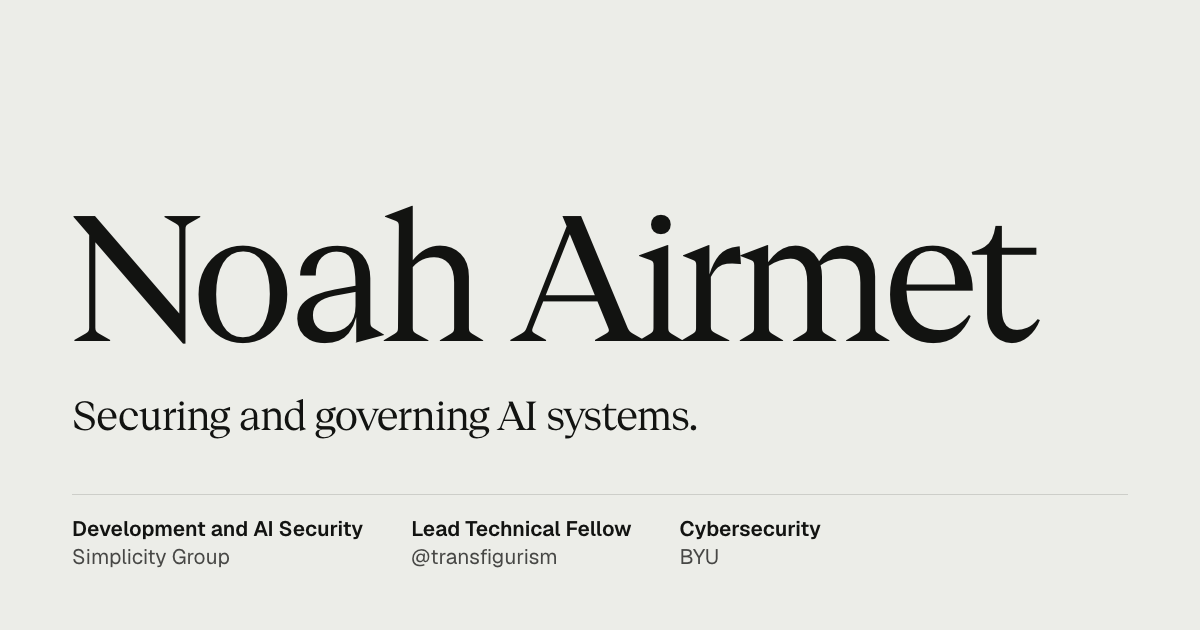 Noah Airmet
Securing and governing AI systems.
Development and AI Security
Simplicity Group
Lead Technical Fellow
@transfigurism
Cybersecurity
BYU